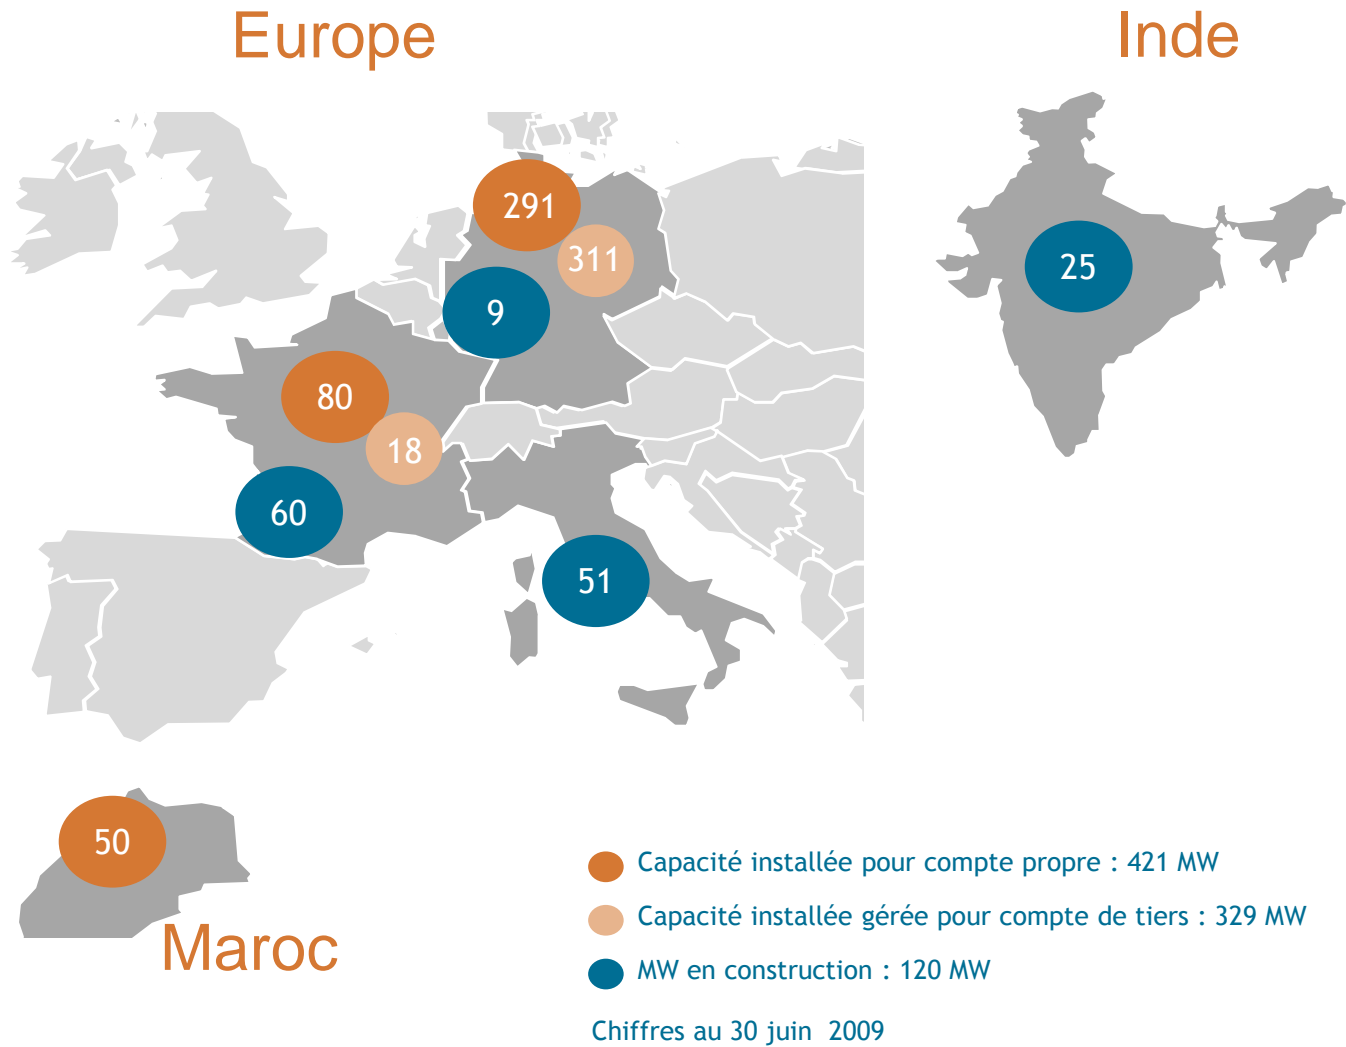 Europe
Inde
291
311
9
25
80
18
60
51
50
Maroc
Capacité installée pour compte propre : 421 MW
Capacité installée gérée pour compte de tiers : 329 MW
MW en construction : 120 MW
Chiffres au 30 juin 2009